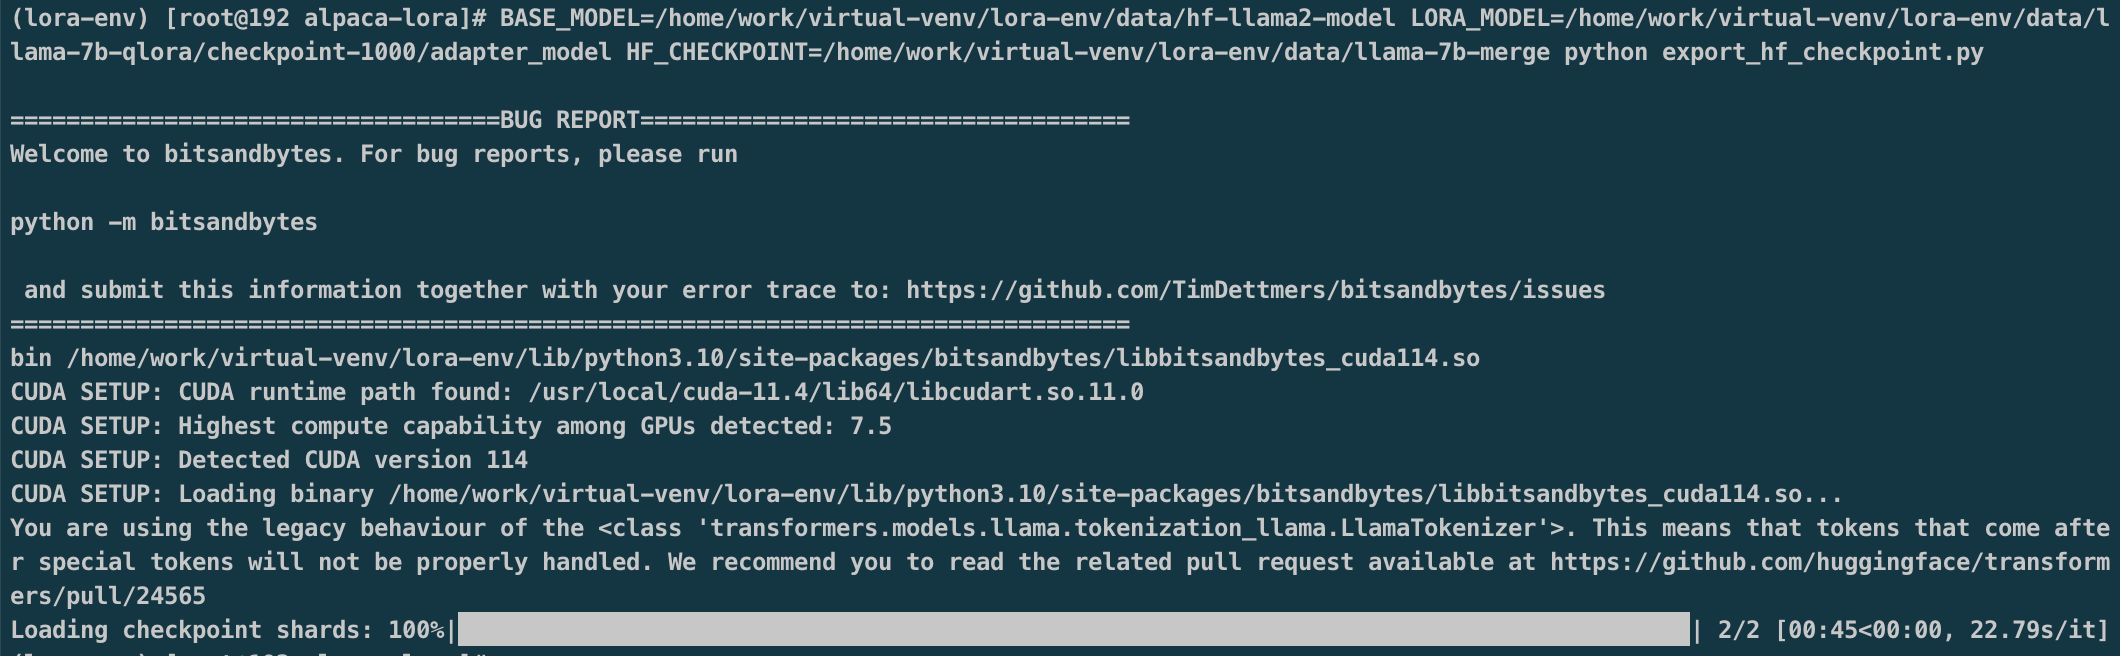 (lora-env) [root@192 alpaca-lora]# BASE_MODEL=/home/work/virtual-venv/lora-env/data/hf-llama2-model LORA_MODEL=/home/work/virtual-venv/lora-env/data/l
lama-7b-qlora/checkpoint-1000/adapter_model HF_CHECKPOINT=/home/work/virtual-venv/lora-env/data/llama-7b-merge python export_hf_checkpoint.py
===================================BUG REPORT===================================
Welcome to bitsandbytes. For bug reports, please run
python -m bitsandbytes
and submit this information together with your error trace to: https://github.com/TimDettmers/bitsandbytes/issues
================================================================================
bin /home/work/virtual-venv/lora-env/lib/python3.10/site-packages/bitsandbytes/libbitsandbytes_cuda114.so
CUDA SETUP: CUDA runtime path found: /usr/local/cuda-11.4/lib64/libcudart.so.11.0
CUDA SETUP: Highest compute capability among GPUs detected: 7.5
CUDA SETUP: Detected CUDA version 114
CUDA SETUP: Loading binary /home/work/virtual-venv/lora-env/lib/python3.10/site-packages/bitsandbytes/libbitsandbytes_cuda114.so...
You are using the legacy behaviour of the <class 'transformers.models.llama.tokenization_llama.LlamaTokenizer'>. This means that tokens that come afte
r special tokens will not be properly handled. We recommend you to read the related pull request available at https://github.com/huggingface/transform
ers/pull/24565
Loading checkpoint shards: 100%| | 2/2 [00:45<00:00, 22.79s/it]